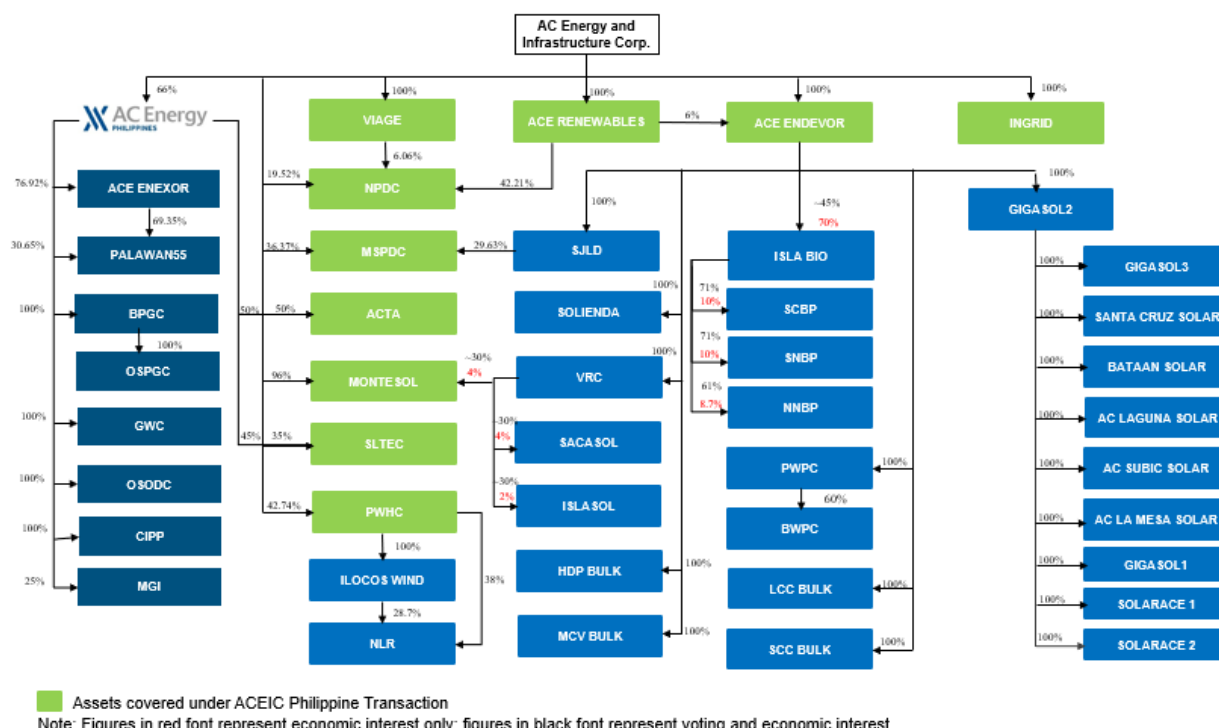 AC Energy and
Infrastructure Corp.
66%
100%
100%
100%
100%
AC Energy
PHILIPPINES
VIAGE
ACE RENEWABLES
6%
ACE ENDEVOR
INGRID
76.92%
ACE ENEXOR
19.52%
6.06%
NPDC
42.21%
100%
~45%
70%
100%
GIGASOL2
69.35%
30.65%
PALAWAN55
36.37%
MSPDC
29.63%
SJLD
ISLA BIO
100%
GIGASOL3
100%
BPGC
50%
50%
ACTA
SOLIENDA
100%
71%
10%
SCBP
100%
SANTA CRUZ SOLAR
100%
OSPGC
96%
MONTESOL
~30%
4%
VRC
100%
71%
10%
SNBP
100%
BATAAN SOLAR
61%
8.7%
NNBP
100%
GWC
45%
35%
SLTEC
~30%
4%
SACASOL
100%
AC LAGUNA SOLAR
100%
OSODC
~30%
2%
ISLASOL
PWPC
100%
100%
AC SUBIC SOLAR
42.74%
PWHC
60%
100%
CIPP
BWPC
100%
AC LA MESA SOLAR
100%
25%
MGI
ILOCOS WIND
38%
HDP BULK
100%
LCC BULK
100%
100%
GIGASOL1
28.7%
100%
SOLARACE 1
NLR
MCV BULK
100%
SCC BULK
100%
100%
SOLARACE 2
Assets covered under ACEIC Philippine Transaction
Note: Figures in red font represent economic interest only; figures in black font represent voting and economic interest